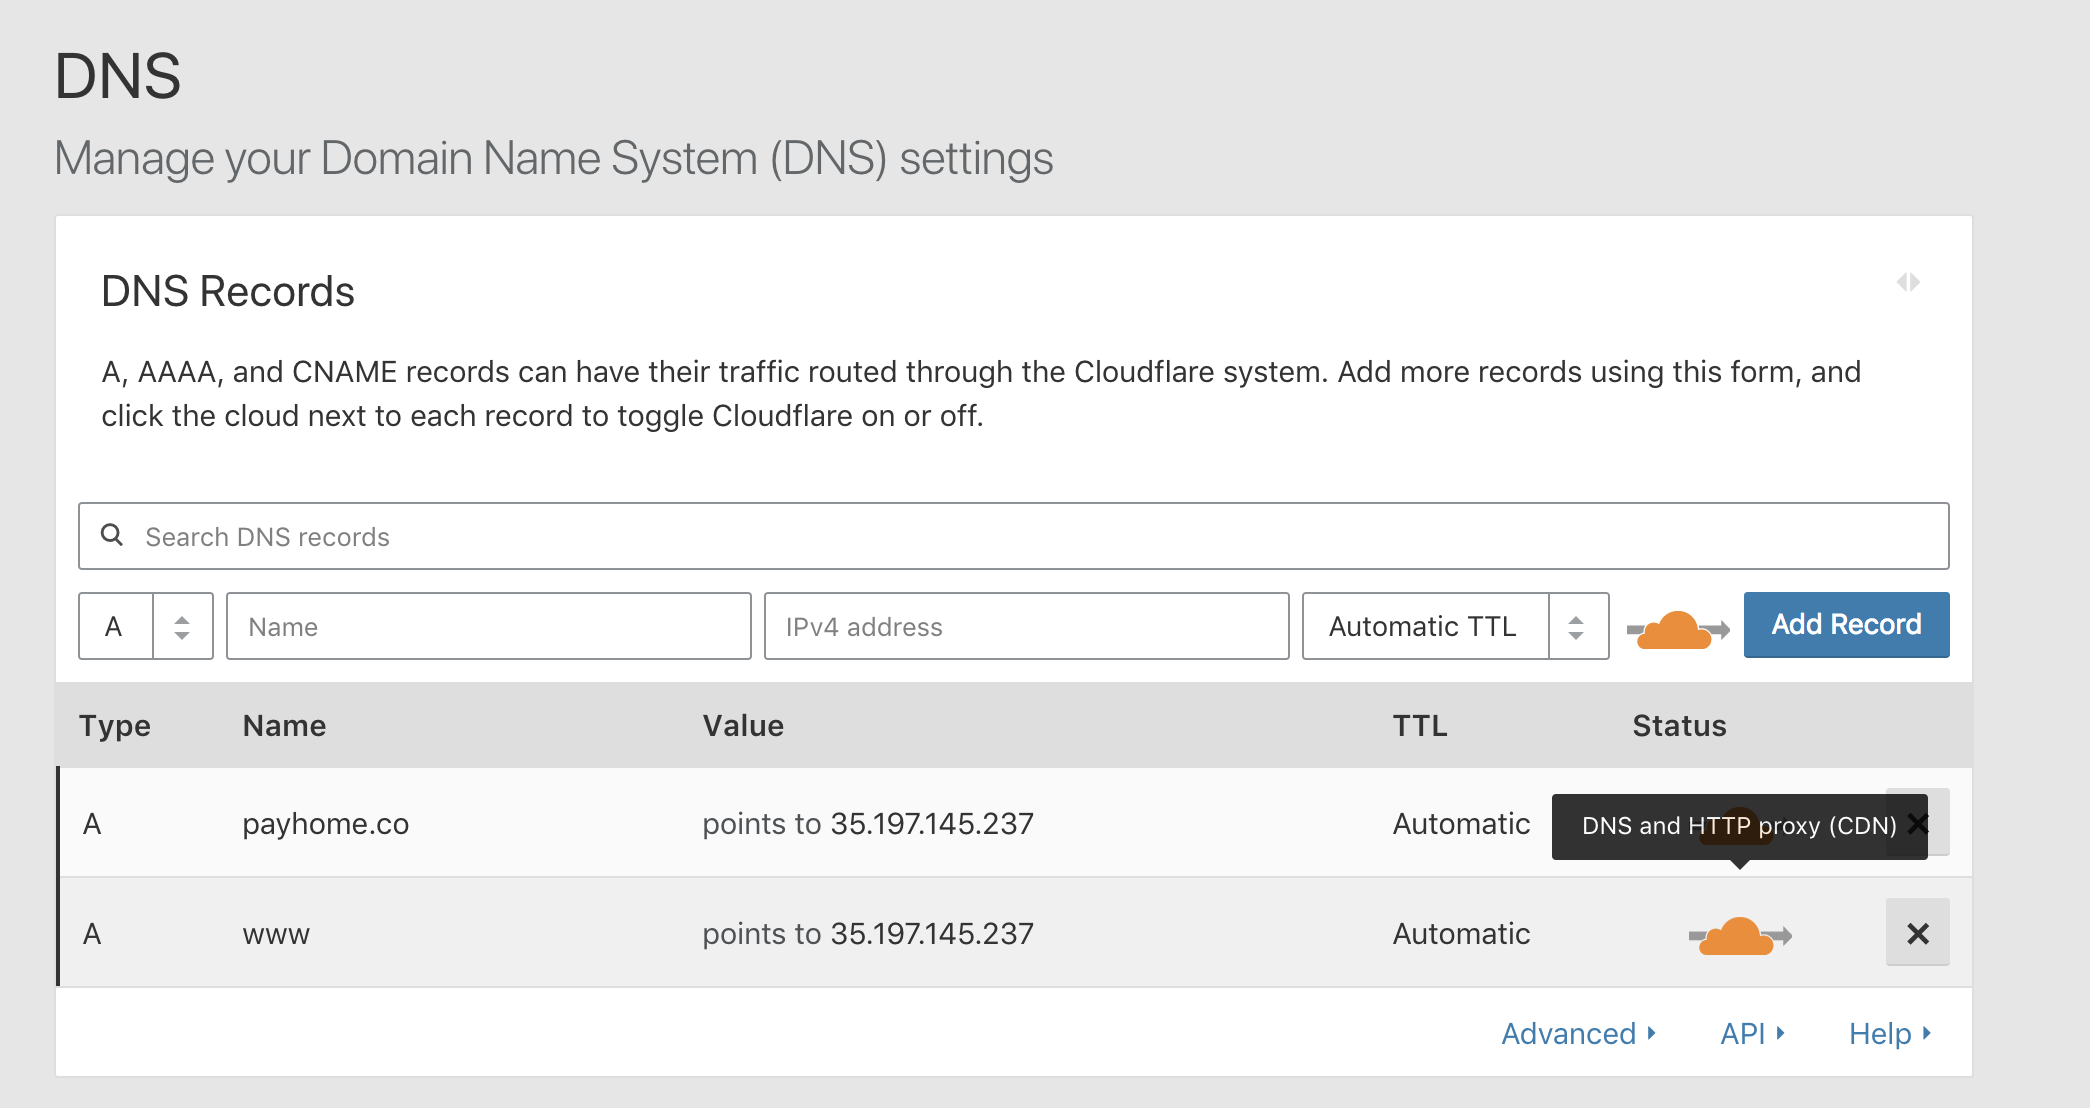 DNS
Manage your Domain Name System (DNS) settings
DNS Records
A, AAAA, and CNAME records can have their traffic routed through the Cloudflare system. Add more records using this form, and
click the cloud next to each record to toggle Cloudflare on or off.
Search DNS records
A Name IPv4 address Automatic TTL Add Record
Type Name Value TTL Status
A payhome.co points to 35.197.145.237 Automatic DNS and HTTP proxy (CDN)
A www points to 35.197.145.237 Automatic
Advanced API Help